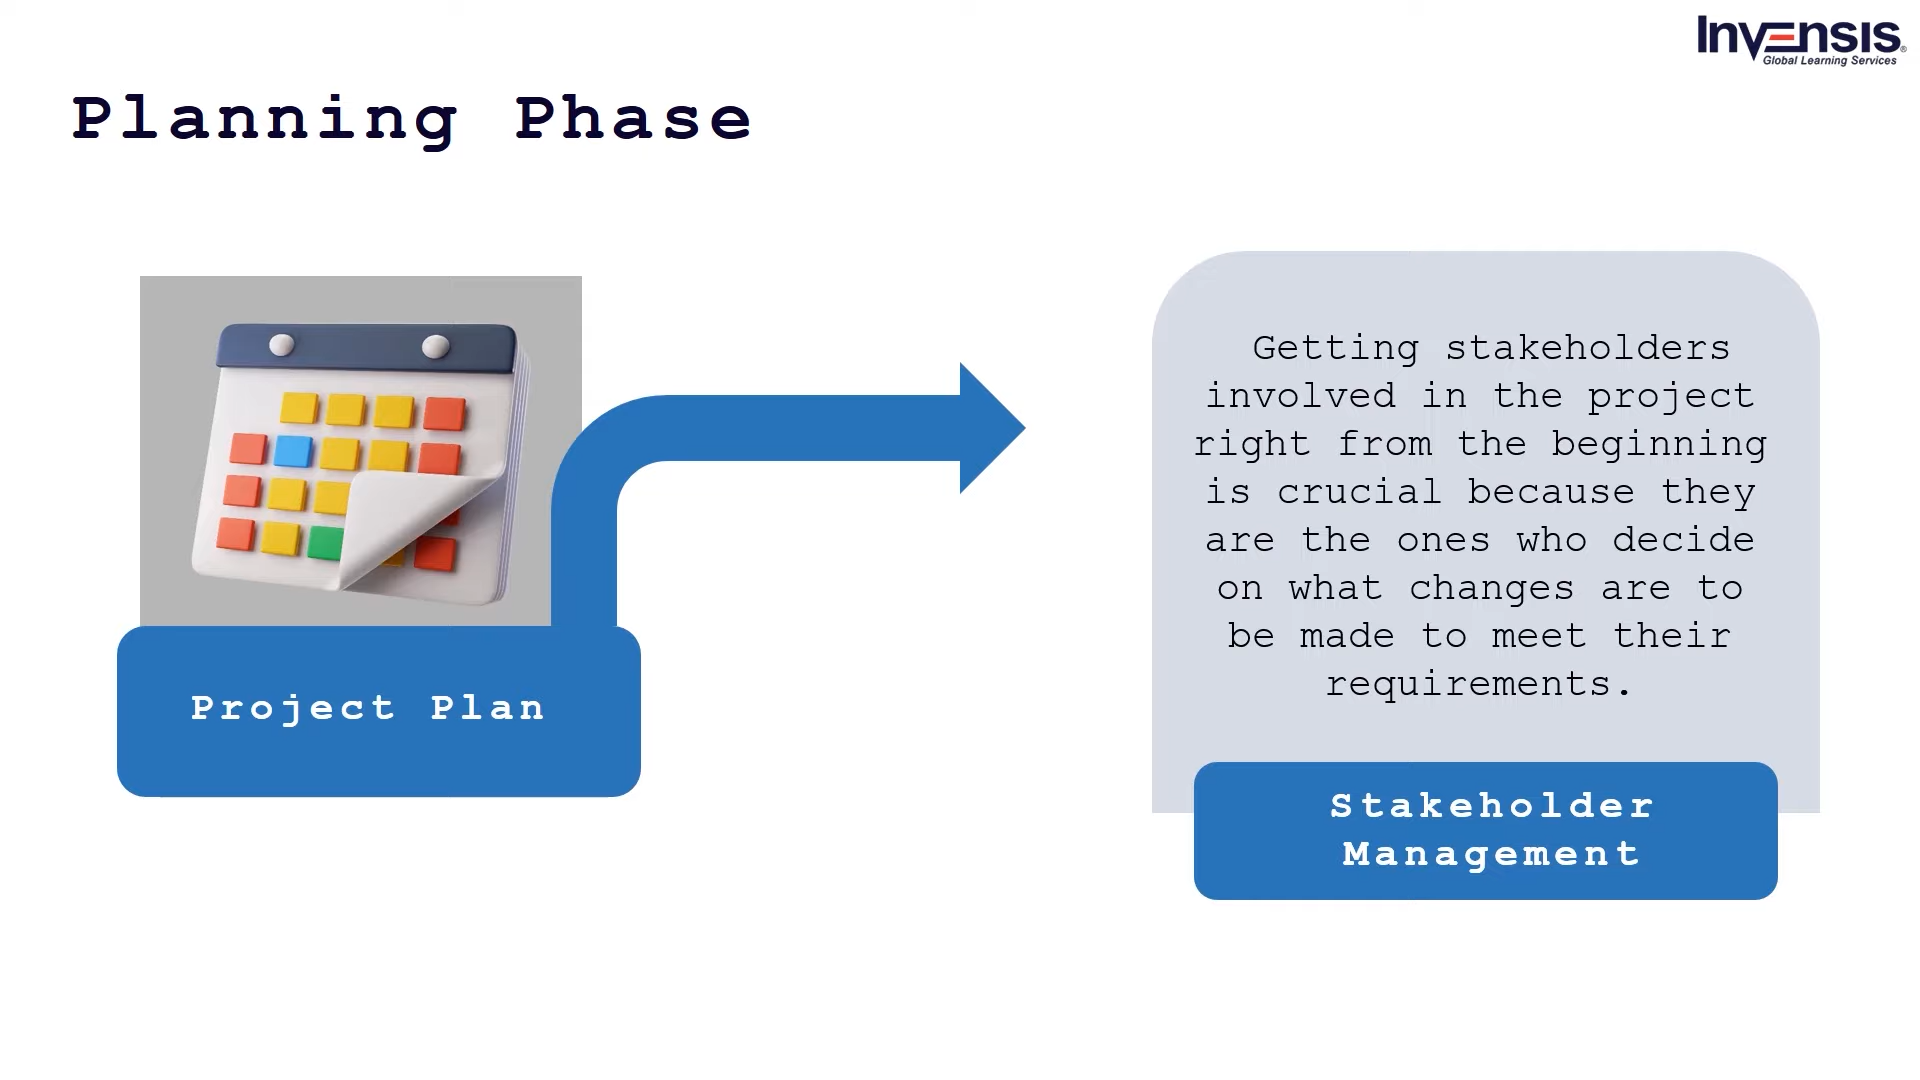 Invensis®
Global Learning Services
Planning Phase
Getting stakeholders
involved in the project
right from the beginning
is crucial because they
are the ones who decide
on what changes are to
be made to meet their
requirements.
Project Plan
Stakeholder
Management